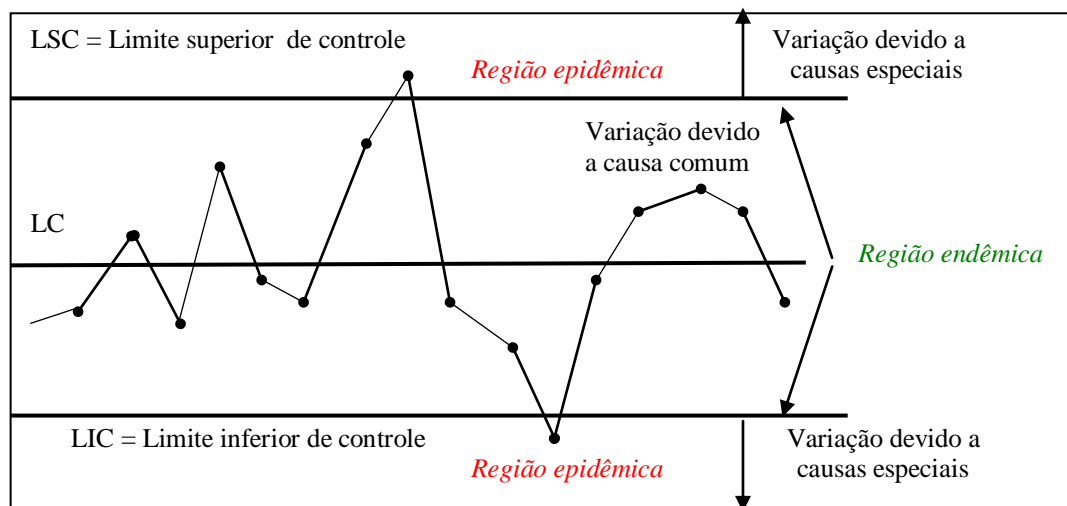 LSC = Limite superior de controle
Variação devido a
causas especiais
Região epidêmica
Variação devido
a causa comum
LC
Região endêmica
LIC = Limite inferior de controle
Variação devido a
causas especiais
Região epidêmica